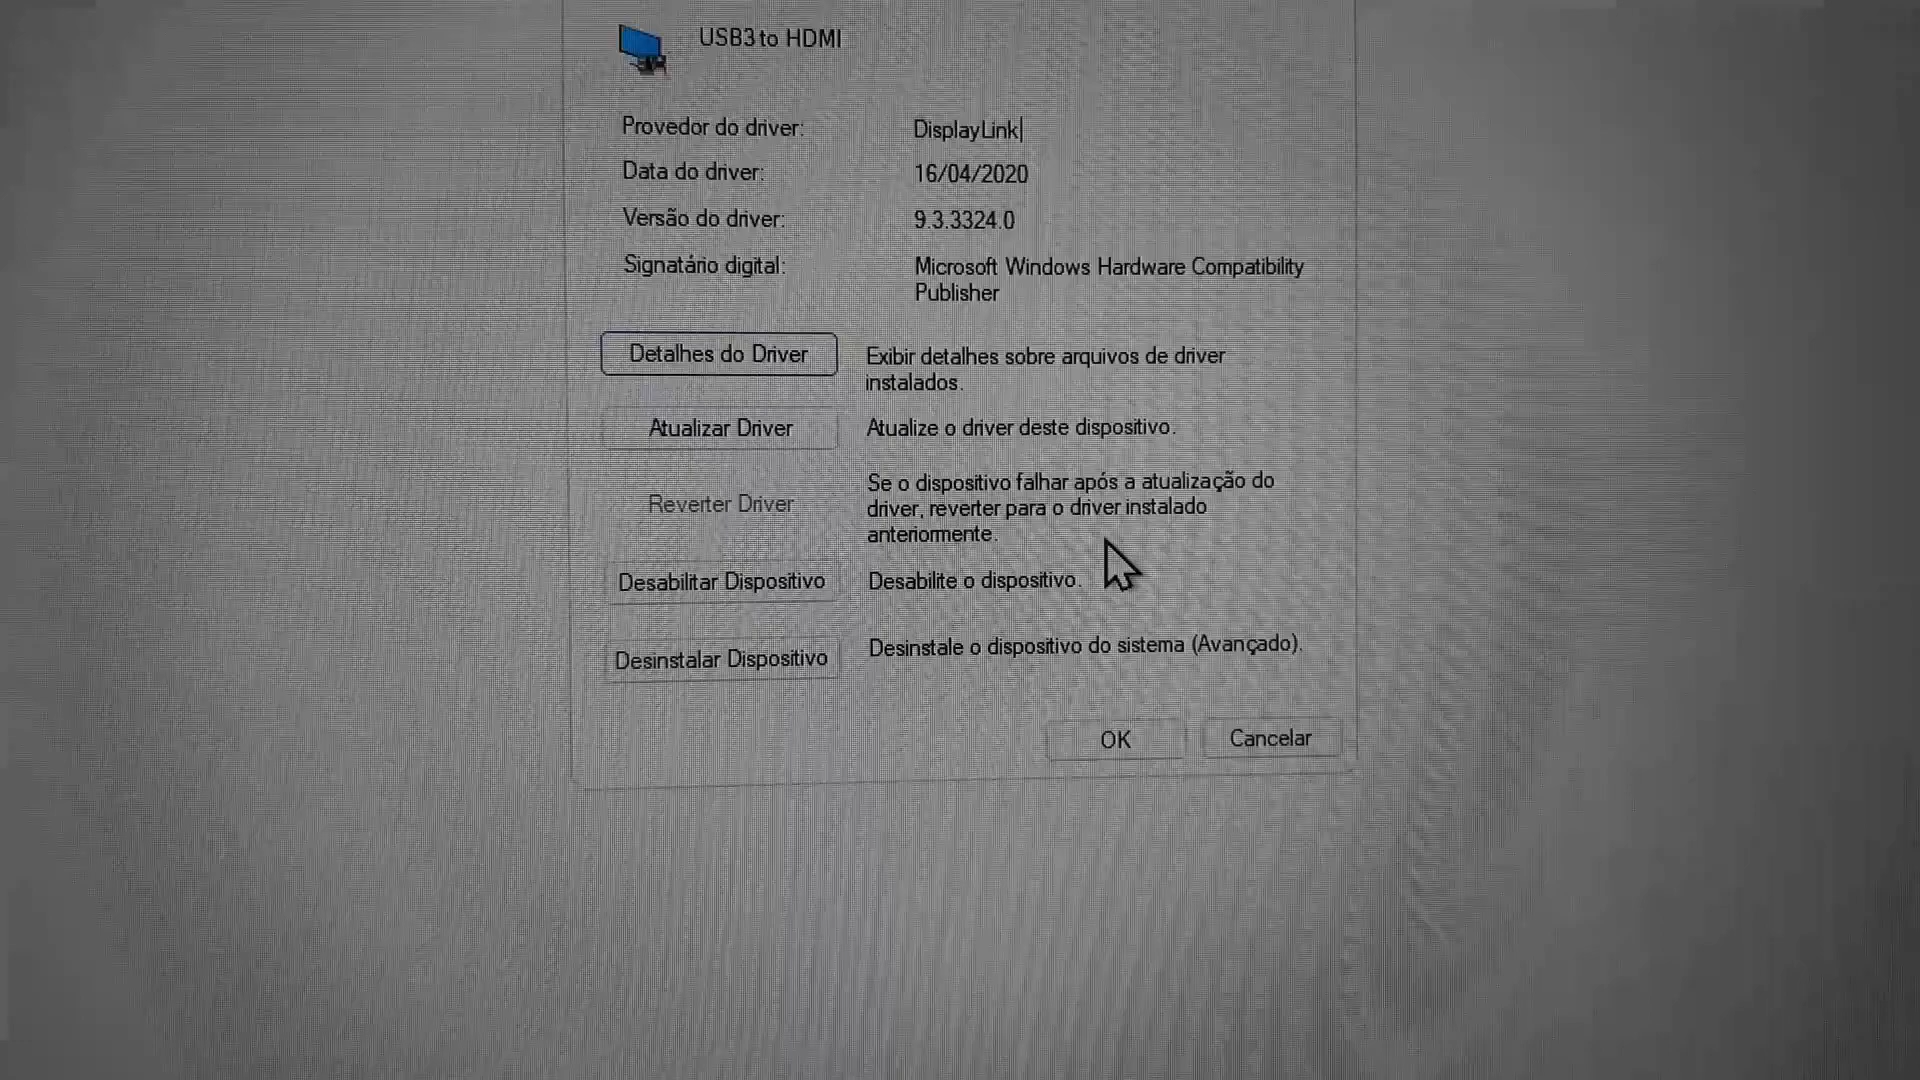 USB3 to HDMI
Provedor do driver: DisplayLink
Data do driver: 16/04/2020
Versão do driver: 9.3.3324.0
Signatário digital: Microsoft Windows Hardware Compatibility
Publisher
Detalhes do Driver Exibir detalhes sobre arquivos de driver
instalados.
Atualizar Driver Atualize o driver deste dispositivo.
Reverter Driver Se o dispositivo falhar após a atualização do
driver, reverter para o driver instalado
anteriormente.
Desabilitar Dispositivo Desabilite o dispositivo.
Desinstalar Dispositivo Desinstale o dispositivo do sistema (Avançado).
OK Cancelar